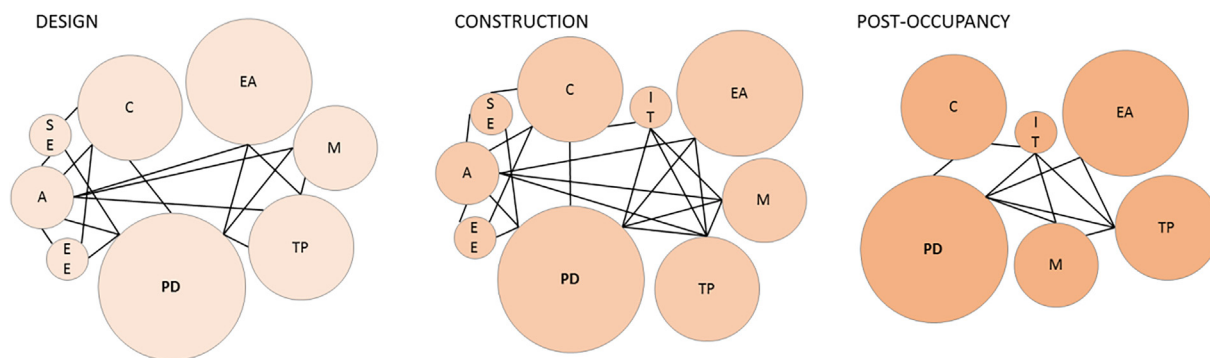 DESIGN
C
EA
S
E
M
A
E
E
TP
PD
CONSTRUCTION
C
I
T
EA
S
E
A
M
E
E
PD
TP
POST-OCCUPANCY
C
I
T
EA
PD
M
TP